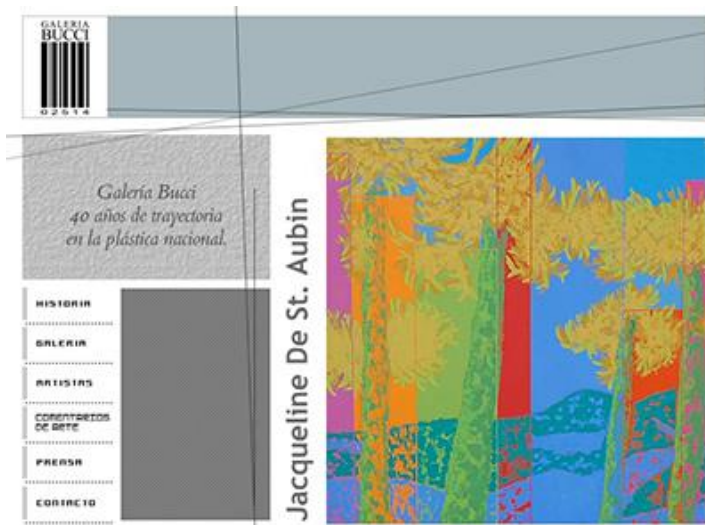 GALERIA
BUCCI
02514
Galería Bucci
40 años de trayectoria
en la plástica nacional.
Jacqueline De St. Aubin
HISTORIA
GALERIA
ARTISTAS
COMENTARIOS
DE ARTE
PRENSA
CONTACTO